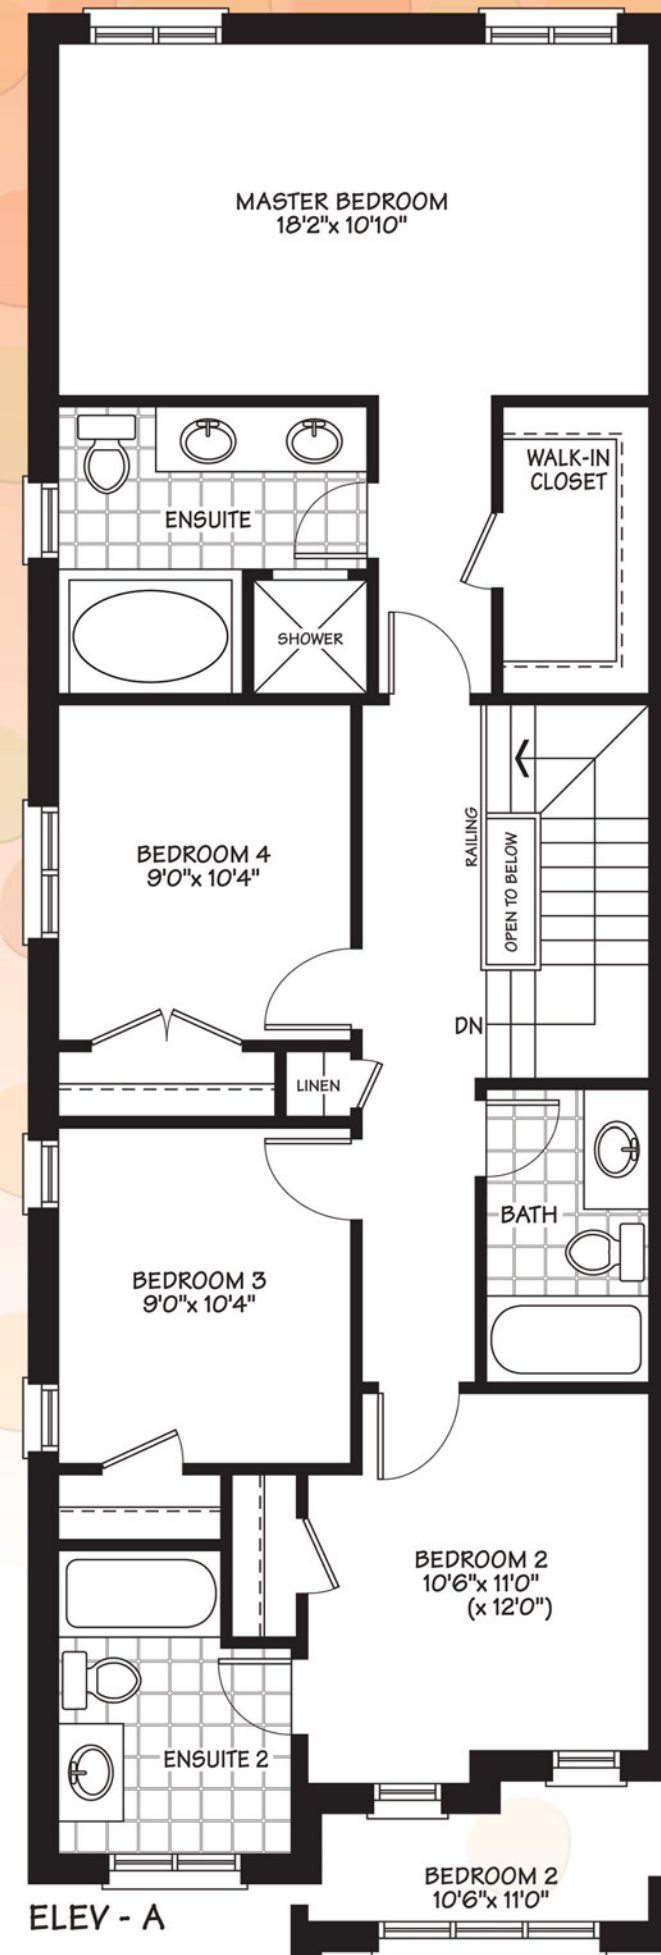 MASTER BEDROOM
18'2"x 10'10"
WALK-IN
CLOSET
ENSUITE
SHOWER
RAILING
OPEN TO BELOW
BEDROOM 4
9'0"x 10'4"
DN
LINEN
BATH
BEDROOM 3
9'0"x 10'4"
BEDROOM 2
10'6"x 11'0"
(x 12'0")
ENSUITE 2
BEDROOM 2
10'6"x 11'0"
ELEV - A